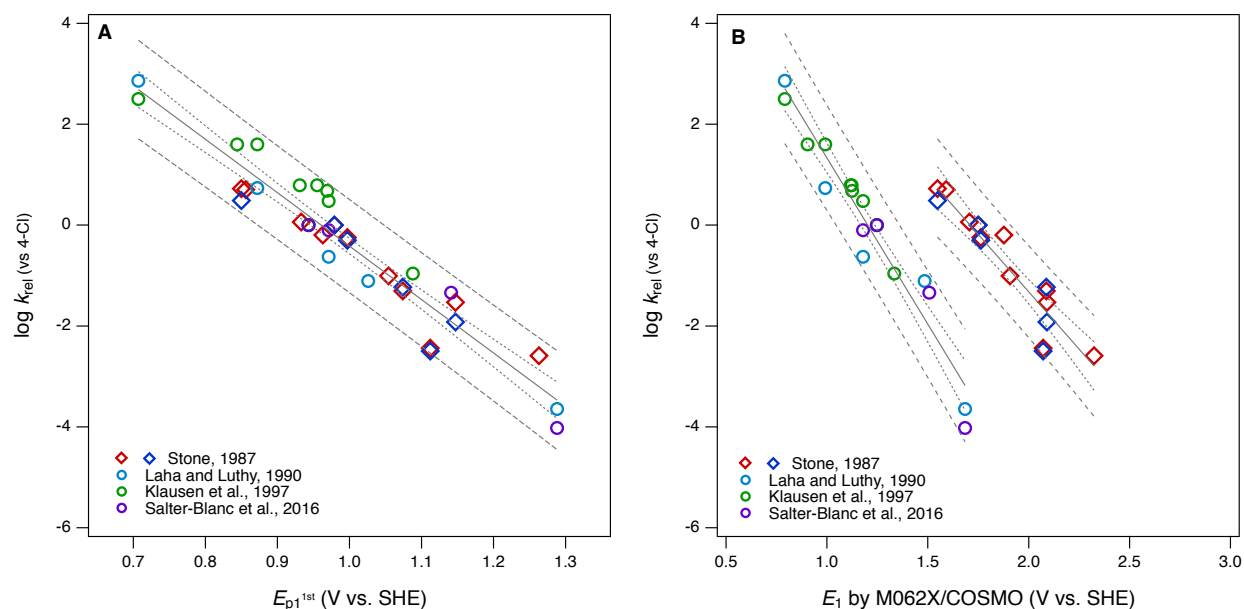 A
4
2
0
-2
-4
-6
log k_rel (vs 4-Cl)
Stone, 1987
Laha and Luthy, 1990
Klausen et al., 1997
Salter-Blanc et al., 2016
0.7 0.8 0.9 1.0 1.1 1.2 1.3
E_p1^1st (V vs. SHE)
B
4
2
0
-2
-4
-6
log k_rel (vs 4-Cl)
Stone, 1987
Laha and Luthy, 1990
Klausen et al., 1997
Salter-Blanc et al., 2016
0.5 1.0 1.5 2.0 2.5 3.0
E_1 by M062X/COSMO (V vs. SHE)